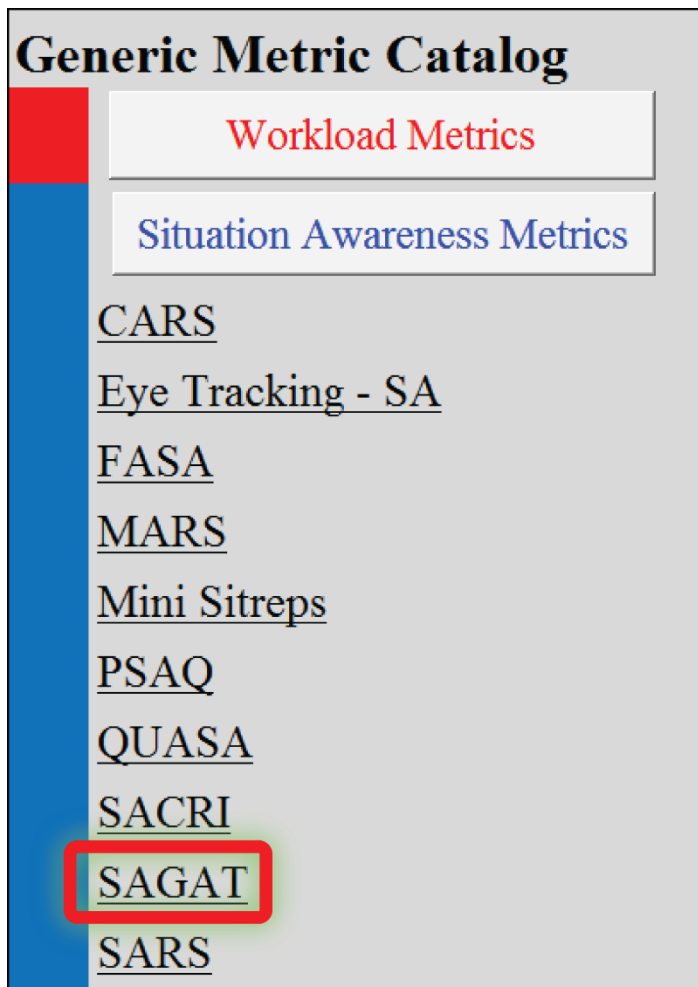 Generic Metric Catalog
Workload Metrics
Situation Awareness Metrics
CARS
Eye Tracking - SA
FASA
MARS
Mini Sitreps
PSAQ
QUASA
SACRI
SAGAT
SARS